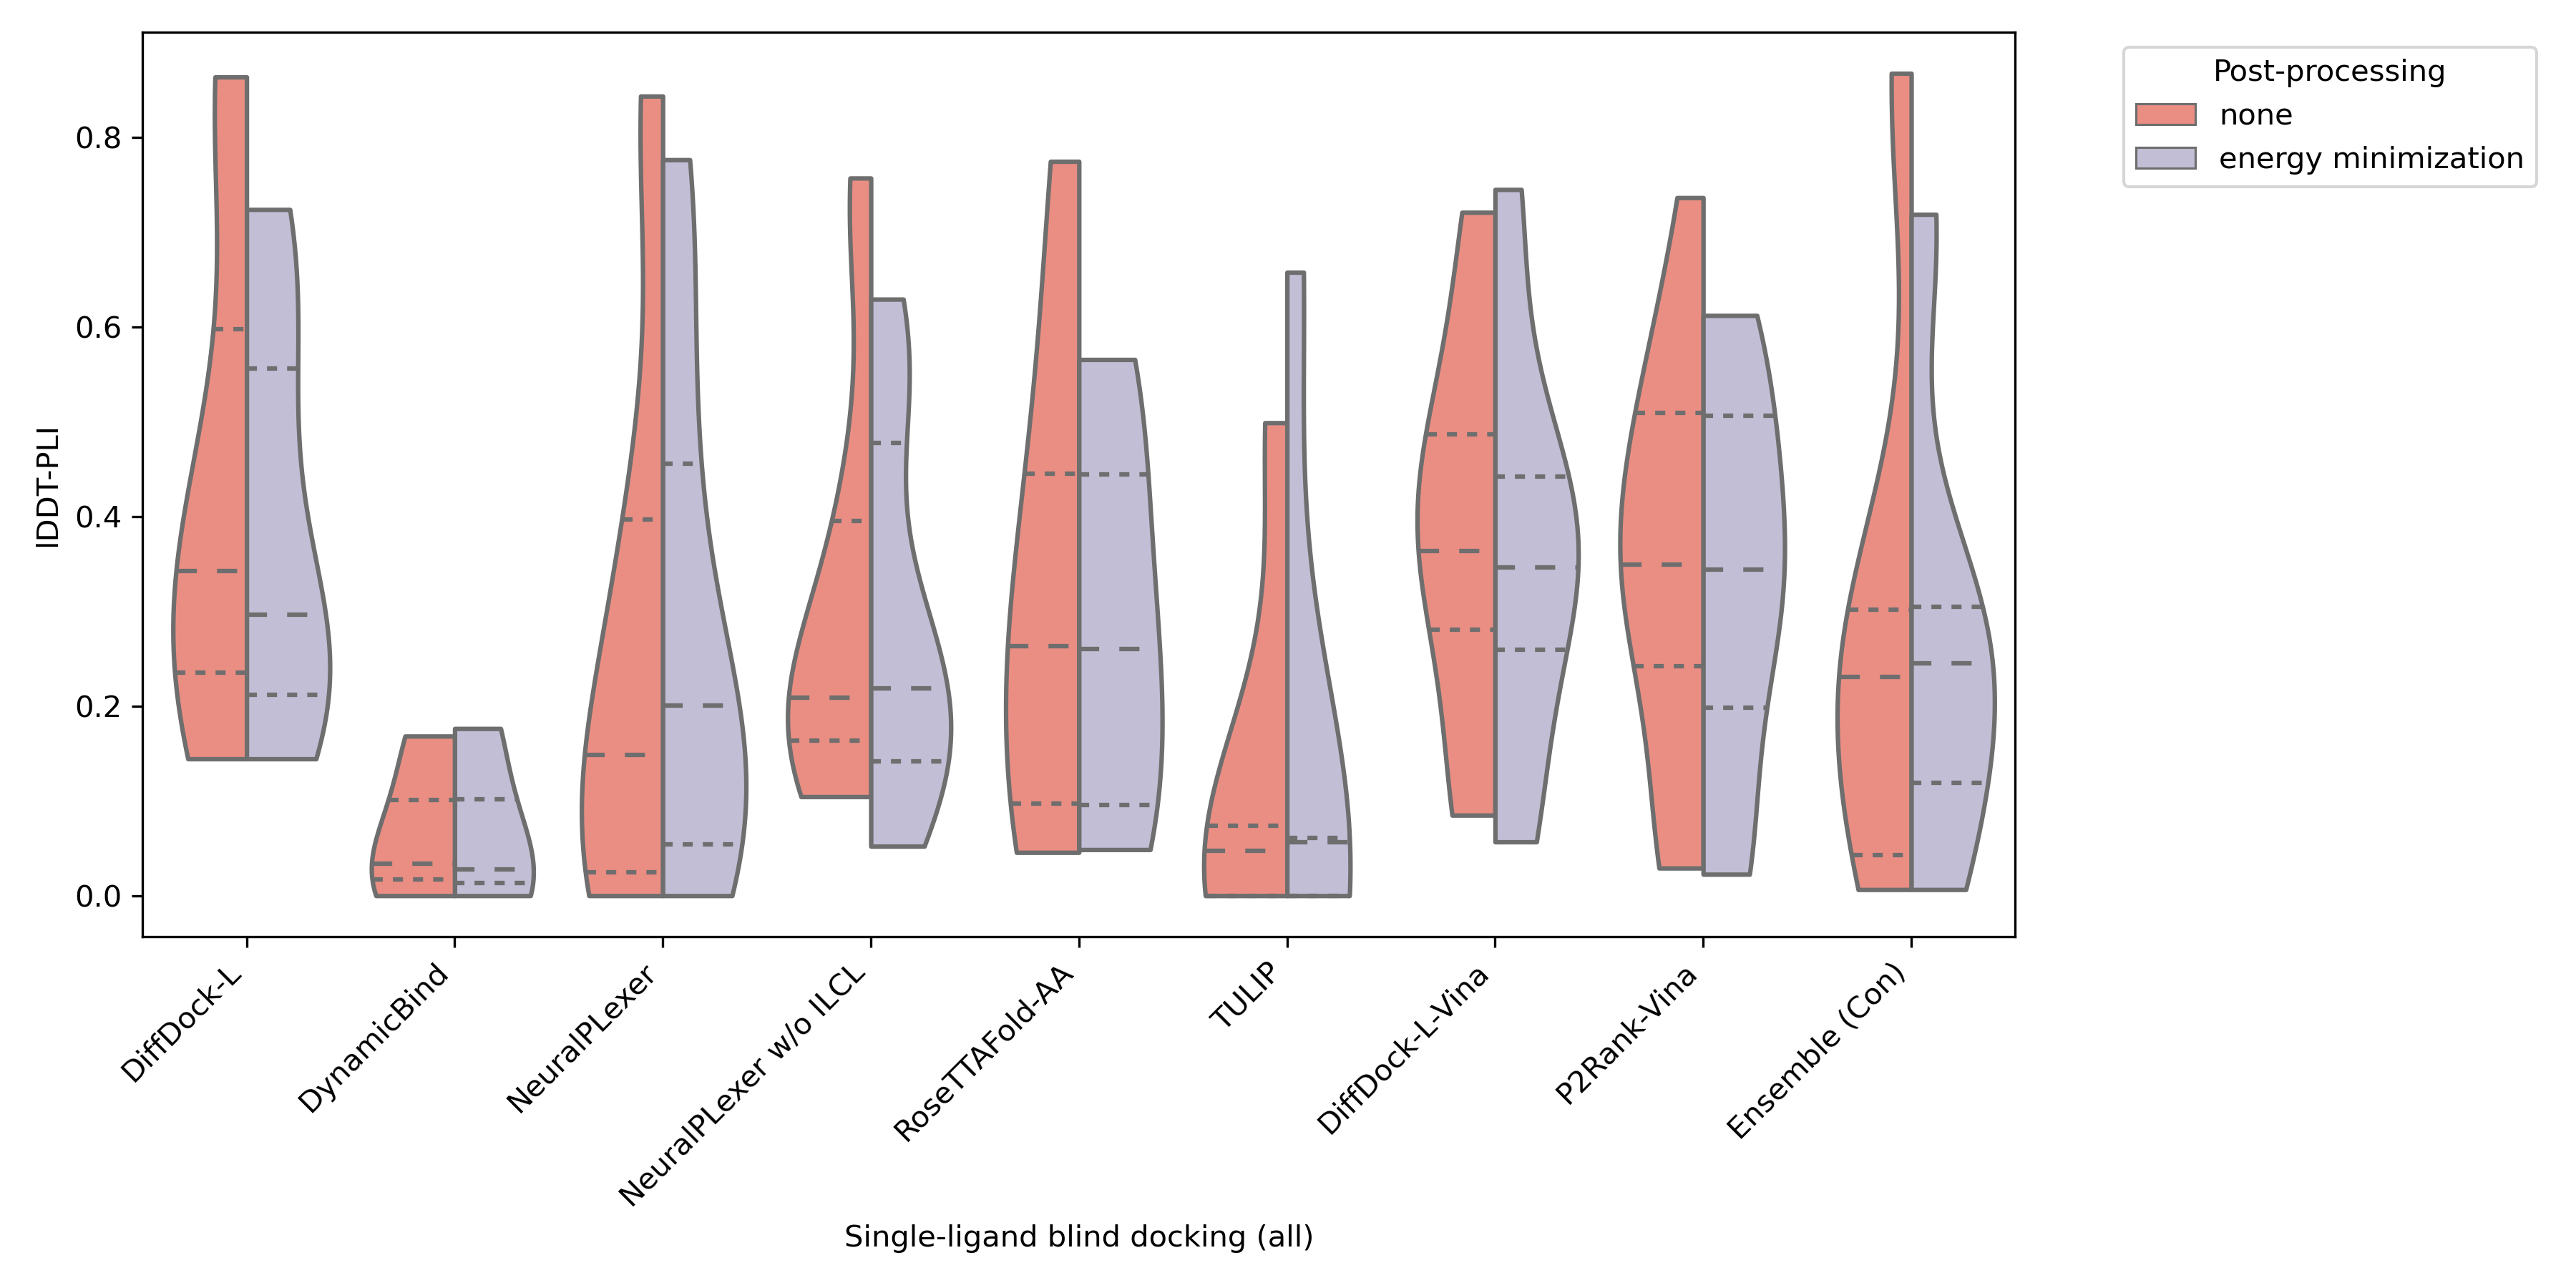 Post-processing
none
energy minimization
lDDT-PLI
0.8
0.6
0.4
0.2
0.0
DiffDock-L
DynamicBind
NeuralPLexer
NeuralPLexer w/o ILCL
RoseTTAFold-AA
TULIP
DiffDock-L-Vina
P2Rank-Vina
Ensemble (Con)
Single-ligand blind docking (all)